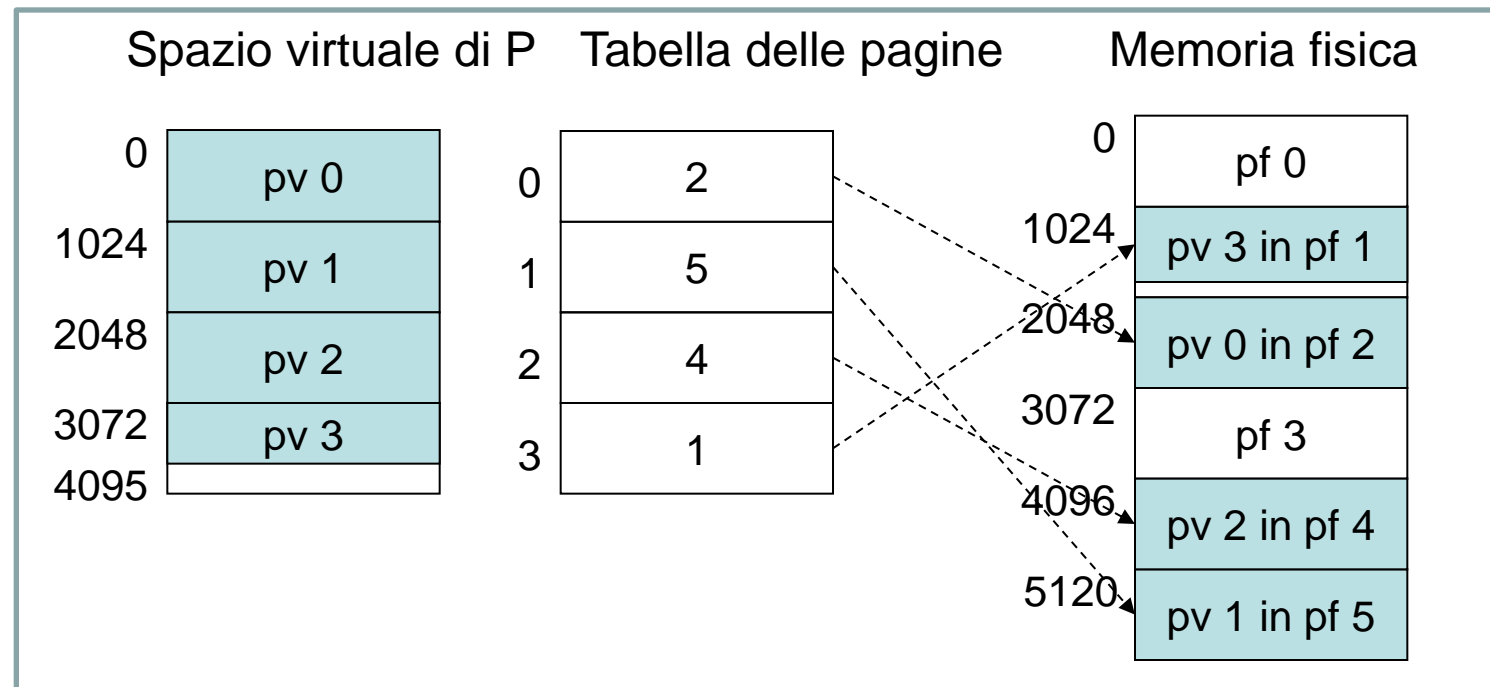 Spazio virtuale di P
Tabella delle pagine
Memoria fisica
0
pv 0
1024
pv 1
2048
pv 2
3072
pv 3
4095
0
2
1
5
2
4
3
1
0
pf 0
1024
pv 3 in pf 1
2048
pv 0 in pf 2
3072
pf 3
4096
pv 2 in pf 4
5120
pv 1 in pf 5